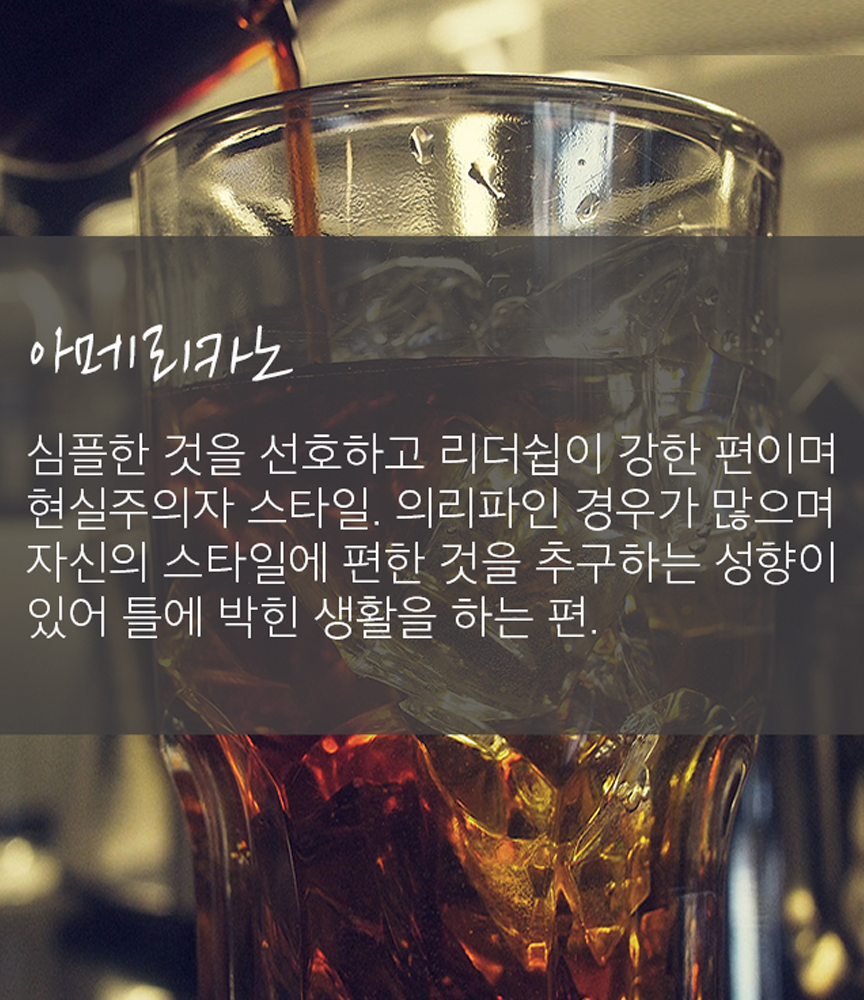 아메리카노
심플한 것을 선호하고 리더쉽이 강한 편이며
현실주의자 스타일. 의리파인 경우가 많으며
자신의 스타일에 편한 것을 추구하는 성향이
있어 틀에 박힌 생활을 하는 편.